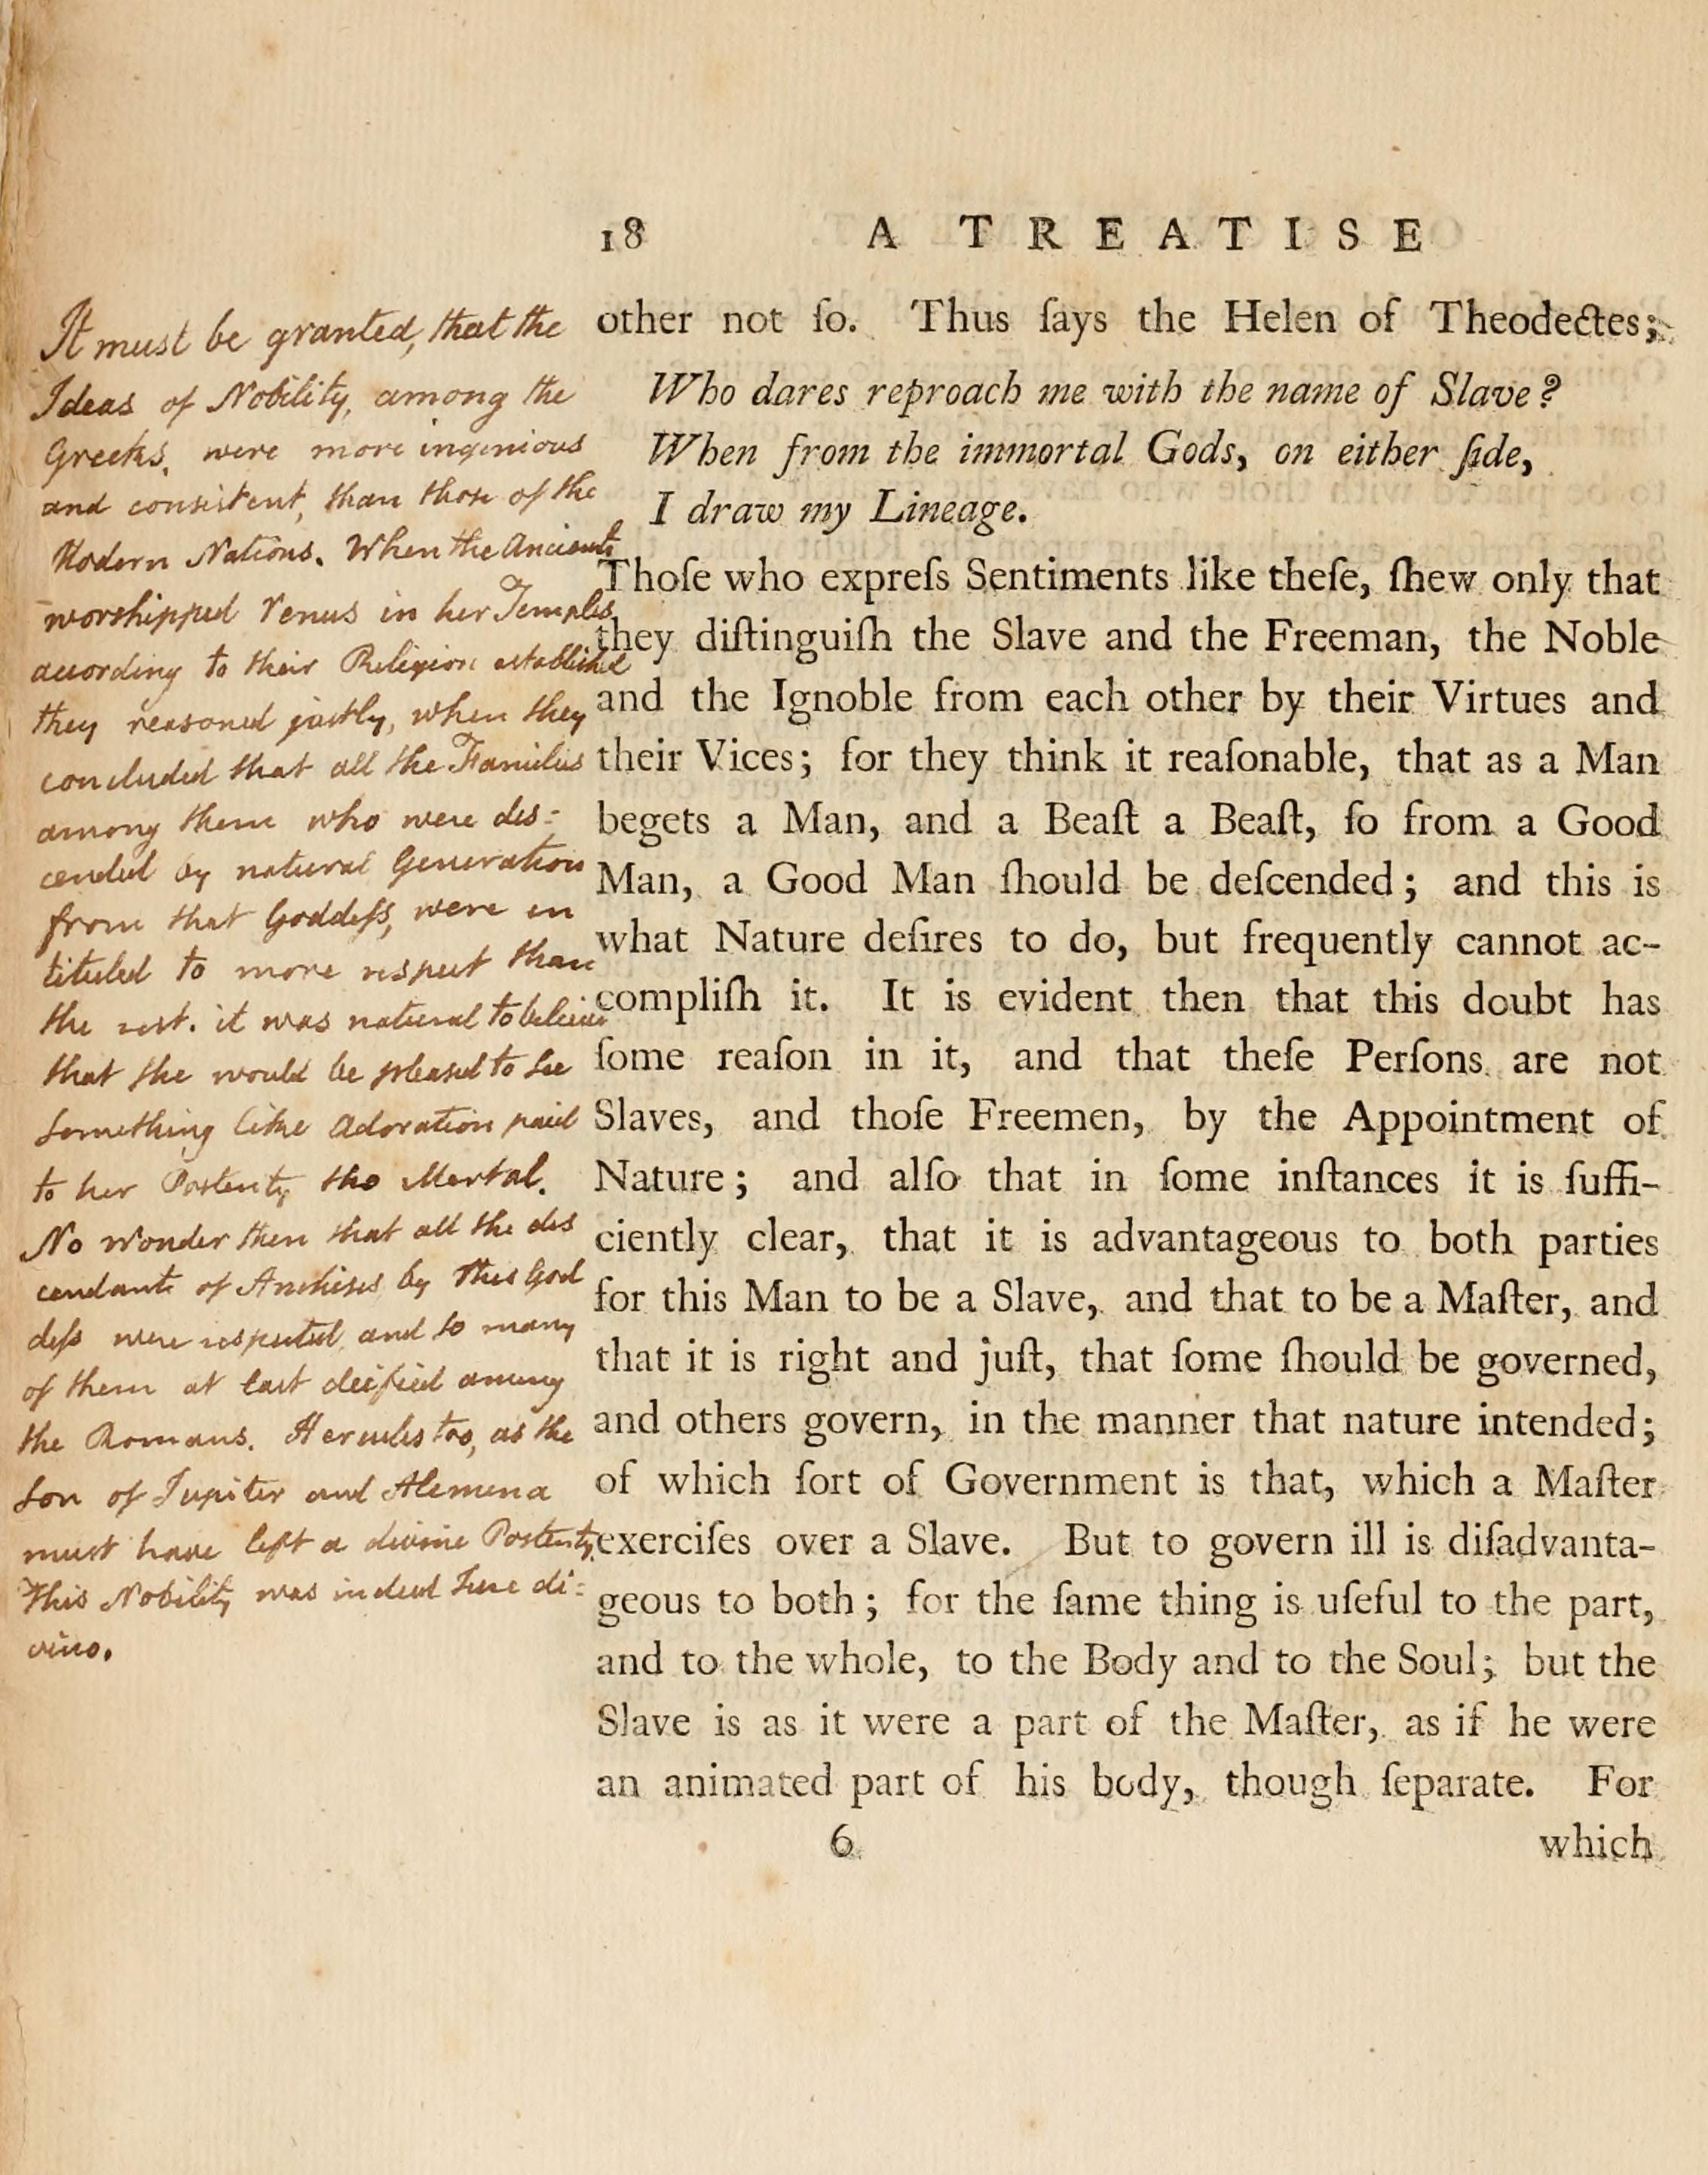 18 A TREATISE
other not ſo. Thus ſays the Helen of Theodectes;
Who dares reproach me with the name of Slave?
When from the immortal Gods, on either ſide,
I draw my Lineage.
Thoſe who expreſs Sentiments like theſe, ſhew only that
they diſtinguiſh the Slave and the Freeman, the Noble
and the Ignoble from each other by their Virtues and
their Vices; for they think it reaſonable, that as a Man
begets a Man, and a Beaſt a Beaſt, ſo from a Good
Man, a Good Man ſhould be deſcended; and this is
what Nature deſires to do, but frequently cannot ac-
compliſh it. It is evident then that this doubt has
ſome reaſon in it, and that theſe Perſons are not
Slaves, and thoſe Freemen, by the Appointment of
Nature; and alſo that in ſome inſtances it is ſuffi-
ciently clear, that it is advantageous to both parties
for this Man to be a Slave, and that to be a Maſter, and
that it is right and juſt, that ſome ſhould be governed,
and others govern, in the manner that nature intended;
of which ſort of Government is that, which a Maſter
exerciſes over a Slave. But to govern ill is diſadvanta-
geous to both; for the ſame thing is uſeful to the part,
and to the whole, to the Body and to the Soul; but the
Slave is as it were a part of the Maſter, as if he were
an animated part of his body, though ſeparate. For
6 which
It must be granted, that the
Ideas of Nobility, among the
Greeks, were more ingenious
and consistent, than those of the
Modern Nations. When the Ancients
worshipped Venus in her Temples
according to their Religion established
they reasoned justly, when they
concluded that all the Families
among them who were des=
cended by natural Generation
from that Goddeſs, were en
tituled to more respect than
the rest. it was natural to believe
that she would be pleased to see
something like Adoration paid
to her Posterity tho Mortal.
No wonder then that all the des
cendants of Anchises by this God
deſs were respected, and so many
of them at last deified among
the Romans. Hercules too, as the
son of Jupiter and Alcmena
must have left a divine Posterity.
This Nobility was indeed Jure di=
vino.